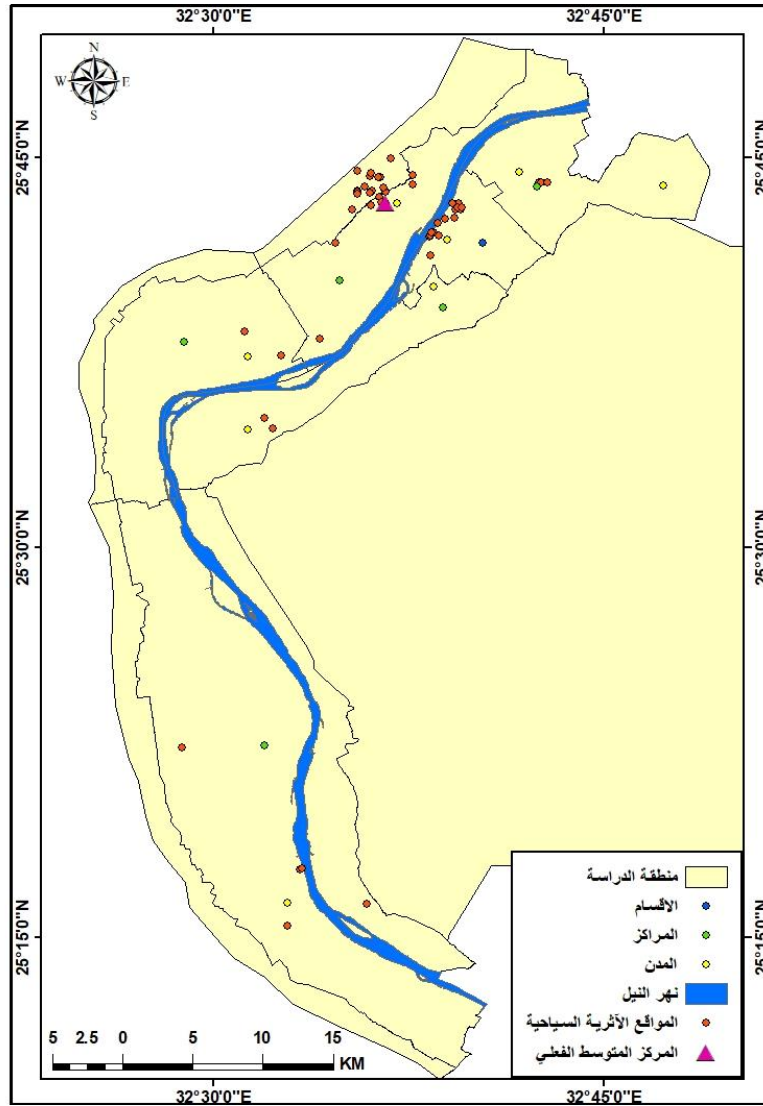 32°30'0"E 32°45'0"E
N
W E
S
25°45'0"N 25°45'0"N
25°30'0"N 25°30'0"N
25°15'0"N 25°15'0"N
منطقة الدراسة
الاقسام
المراكز
المدن
نهر النيل
المواقع الآثرية السياحية
المركز المتوسط الفعلي
5 2.5 0 5 10 15
KM
32°30'0"E 32°45'0"E